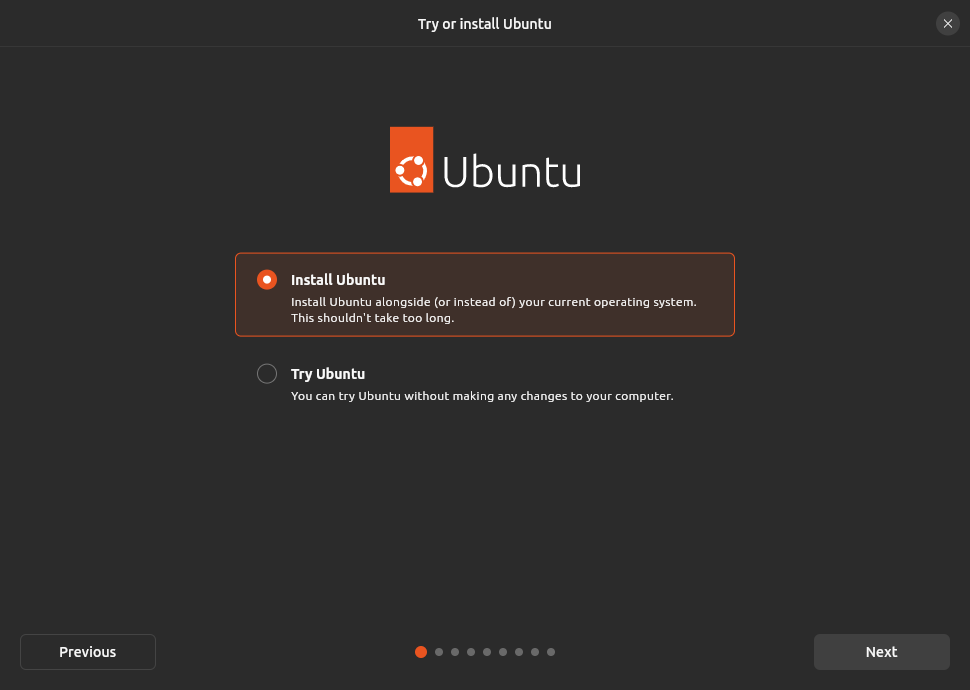 Try or install Ubuntu
Ubuntu
Install Ubuntu
Install Ubuntu alongside (or instead of) your current operating system.
This shouldn't take too long.
Try Ubuntu
You can try Ubuntu without making any changes to your computer.
Previous
Next